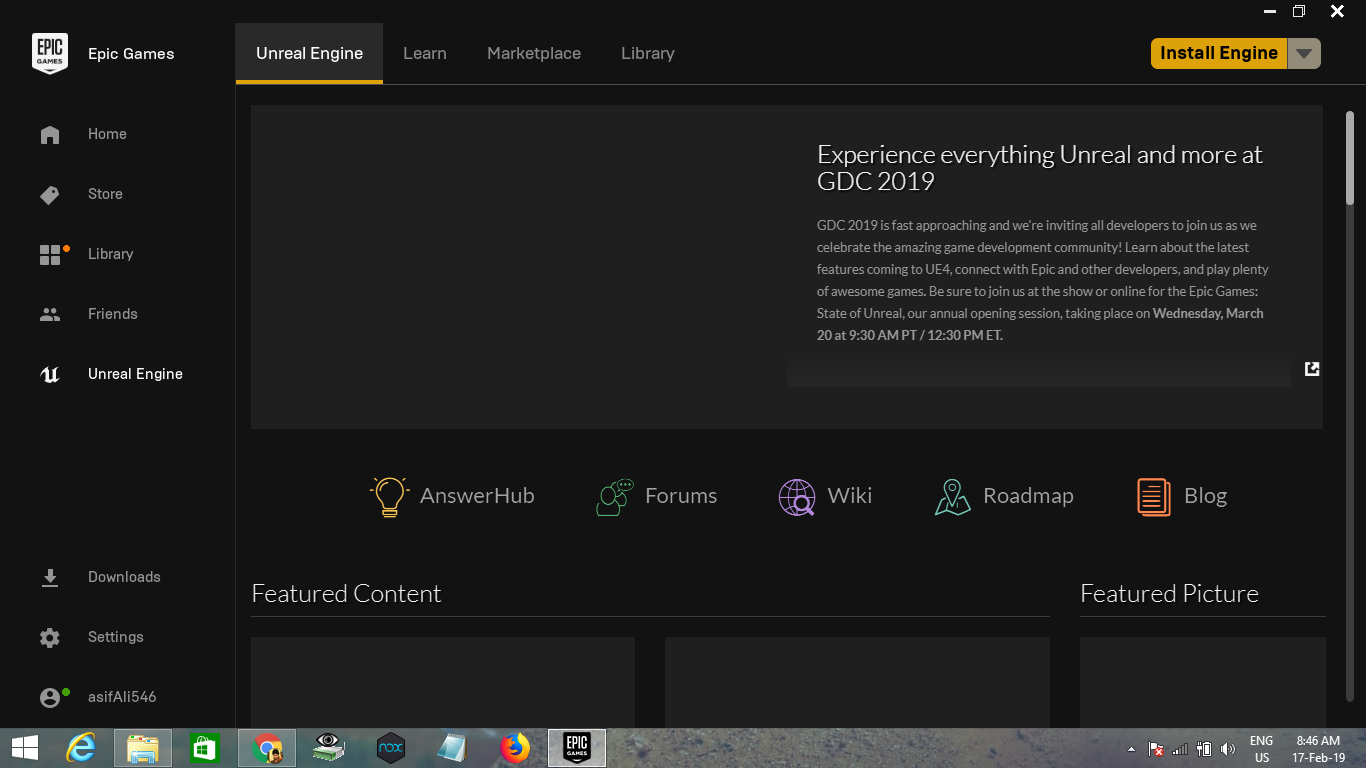 EPIC
GAMES
Epic Games
Unreal Engine
Learn
Marketplace
Library
Install Engine
Home
Store
Library
Friends
Unreal Engine
Experience everything Unreal and more at
GDC 2019
GDC 2019 is fast approaching and we're inviting all developers to join us as we
celebrate the amazing game development community! Learn about the latest
features coming to UE4, connect with Epic and other developers, and play plenty
of awesome games. Be sure to join us at the show or online for the Epic Games:
State of Unreal, our annual opening session, taking place on Wednesday, March
20 at 9:30 AM PT / 12:30 PM ET.
AnswerHub
Forums
Wiki
Roadmap
Blog
Featured Content
Featured Picture
Downloads
Settings
asifAli546
nox
EPIC
GAMES
ENG
US
8:46 AM
17-Feb-19